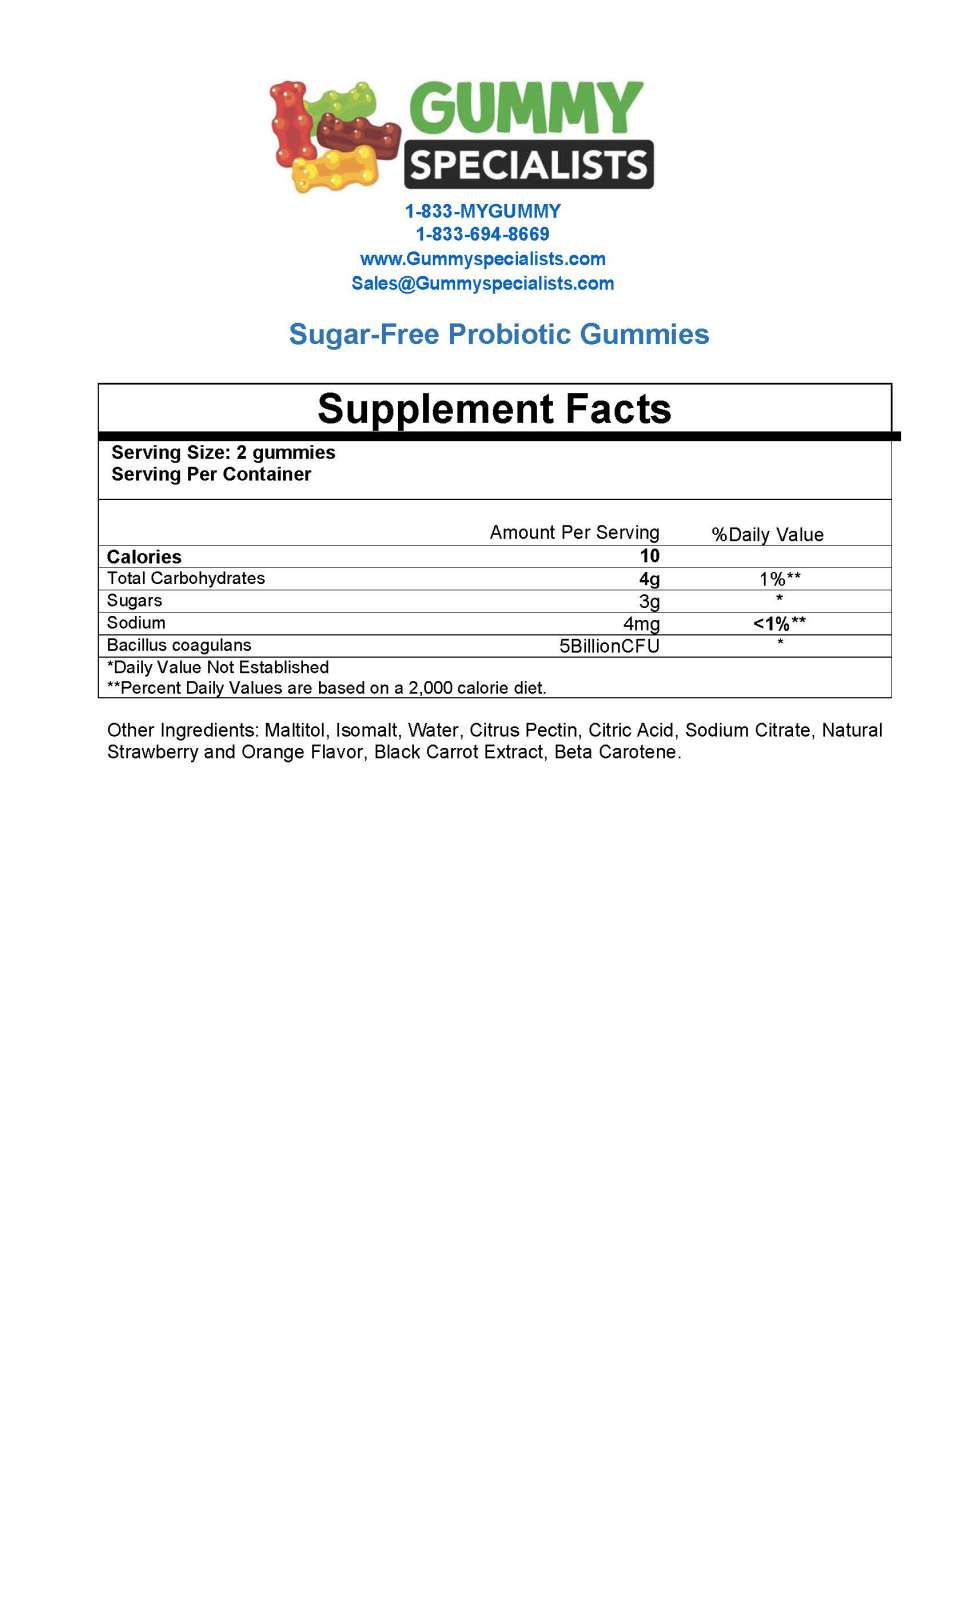 GUMMY
SPECIALISTS
1-833-MYGUMMY
1-833-694-8669
www.Gummyspecialists.com
Sales@Gummyspecialists.com
Sugar-Free Probiotic Gummies
Supplement Facts
Serving Size: 2 gummies
Serving Per Container
Amount Per Serving %Daily Value
Calories 10
Total Carbohydrates 4g 1%**
Sugars 3g *
Sodium 4mg <1%**
Bacillus coagulans 5BillionCFU *
*Daily Value Not Established
**Percent Daily Values are based on a 2,000 calorie diet.
Other Ingredients: Maltitol, Isomalt, Water, Citrus Pectin, Citric Acid, Sodium Citrate, Natural
Strawberry and Orange Flavor, Black Carrot Extract, Beta Carotene.